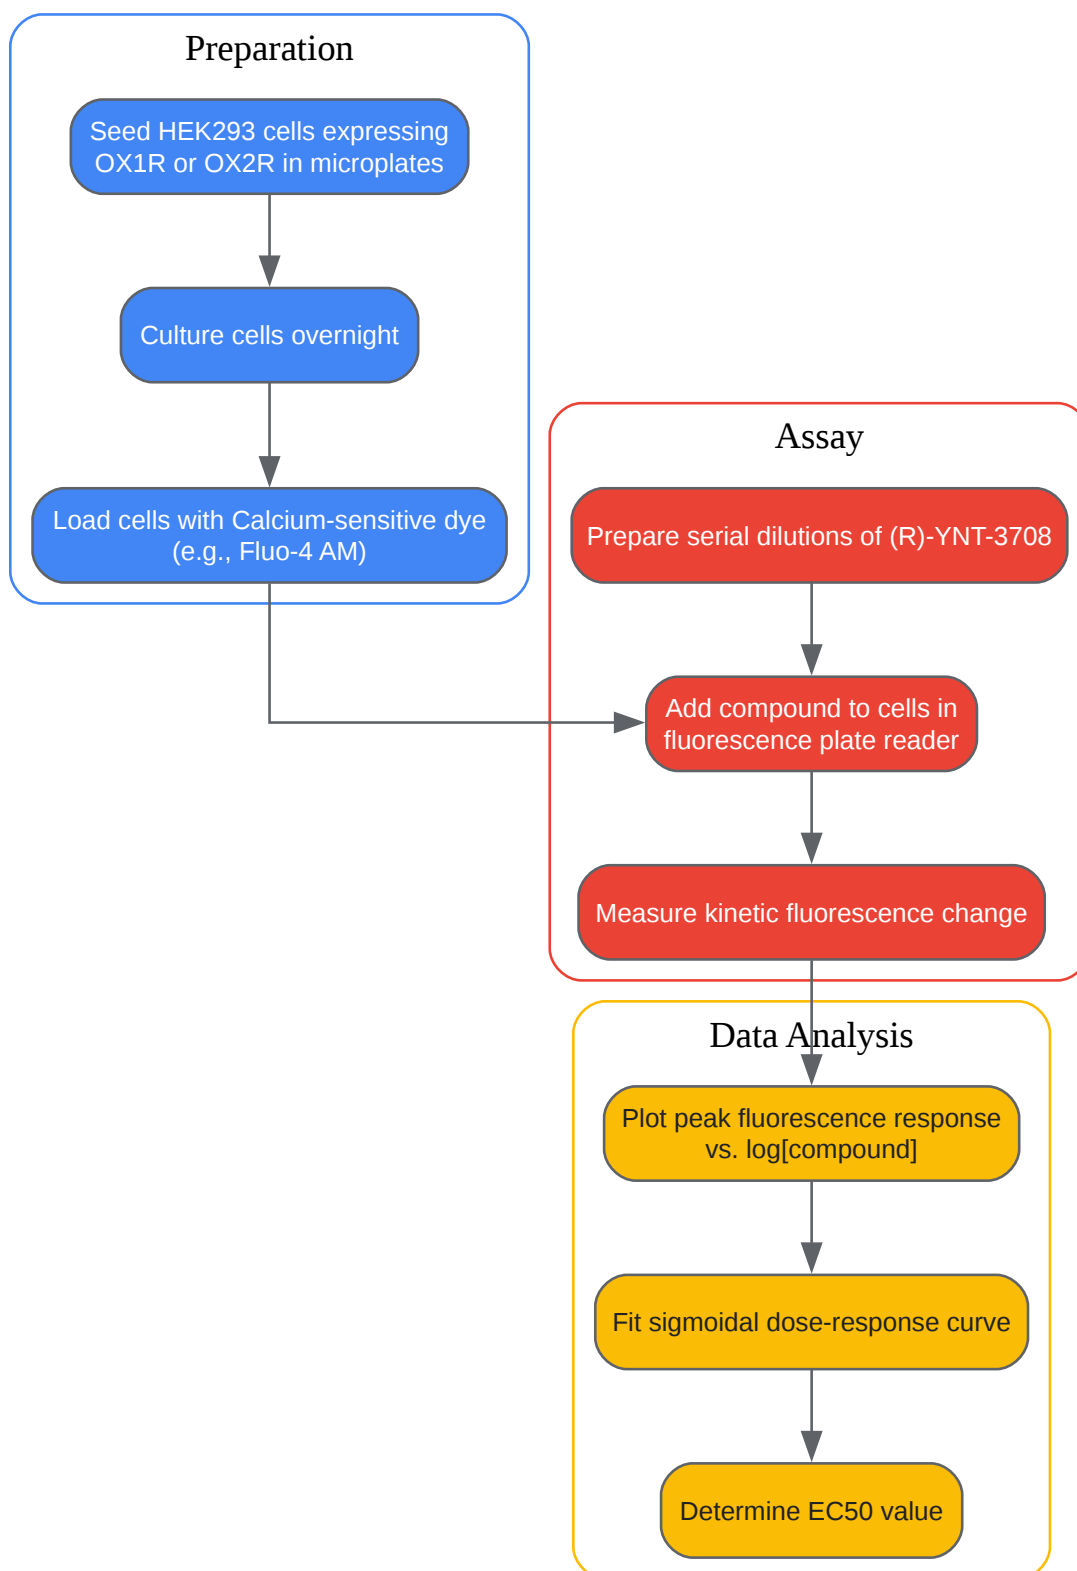 Preparation
Seed HEK293 cells expressing
OX1R or OX2R in microplates
Culture cells overnight
Load cells with Calcium-sensitive dye
(e.g., Fluo-4 AM)
Assay
Prepare serial dilutions of (R)-YNT-3708
Add compound to cells in
fluorescence plate reader
Measure kinetic fluorescence change
Data Analysis
Plot peak fluorescence response
vs. log[compound]
Fit sigmoidal dose-response curve
Determine EC50 value